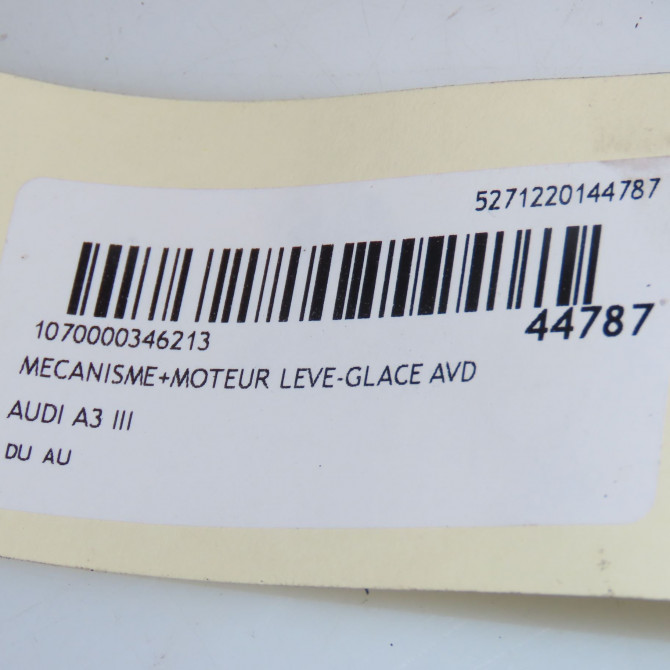 5271220144787
1070000346213
44787
MECANISME+MOTEUR LEVE-GLACE AVD
AUDI A3 III
DU AU